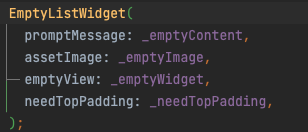 EmptyListWidget(
promptMessage: _emptyContent,
assetImage: _emptyImage,
emptyView: _emptyWidget,
needTopPadding: _needTopPadding,
);